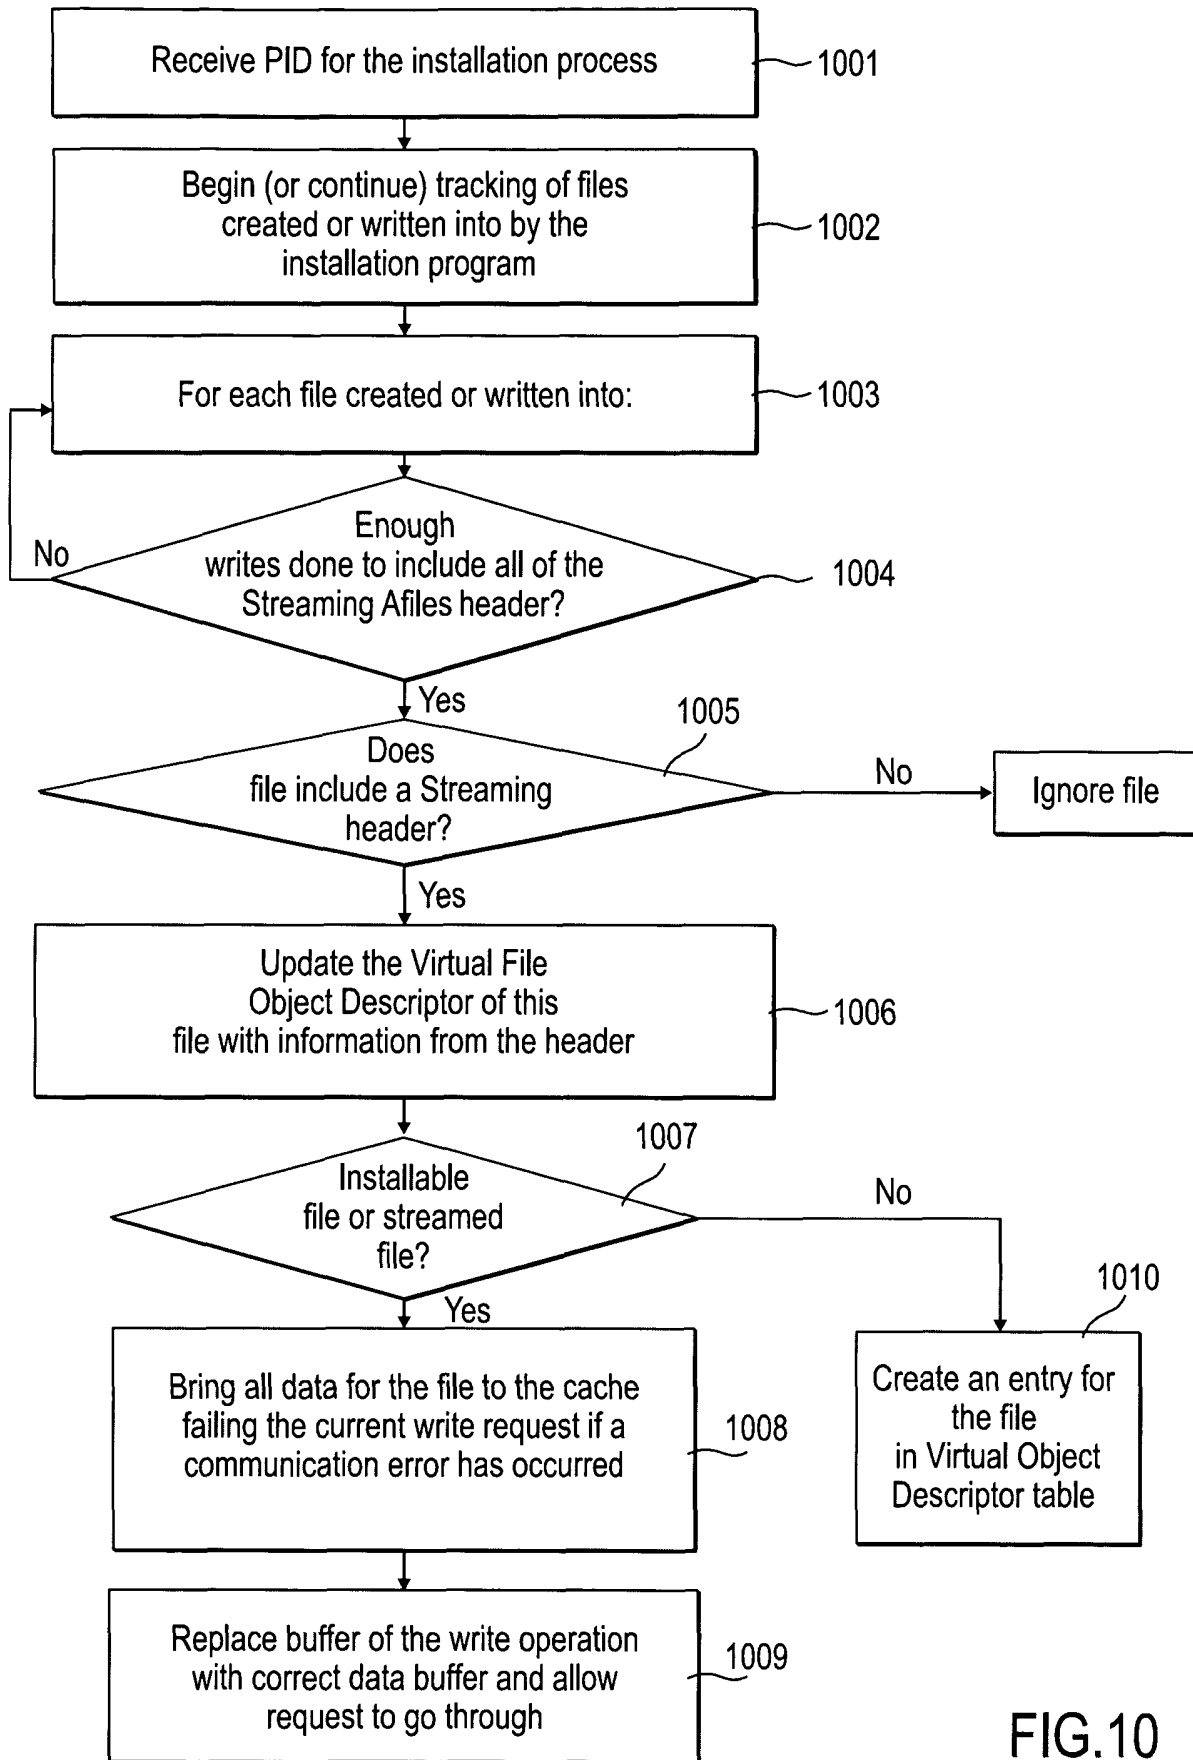 Receive PID for the installation process
1001
Begin (or continue) tracking of files
created or written into by the
installation program
1002
For each file created or written into:
1003
Enough
writes done to include all of the
Streaming Afiles header?
No
1004
Yes
1005
Does
file include a Streaming
header?
No
Ignore file
Yes
Update the Virtual File
Object Descriptor of this
file with information from the header
1006
1007
Installable
file or streamed
file?
No
Yes
1010
Bring all data for the file to the cache
failing the current write request if a
communication error has occurred
1008
Create an entry for
the file
in Virtual Object
Descriptor table
Replace buffer of the write operation
with correct data buffer and allow
request to go through
1009
FIG.10